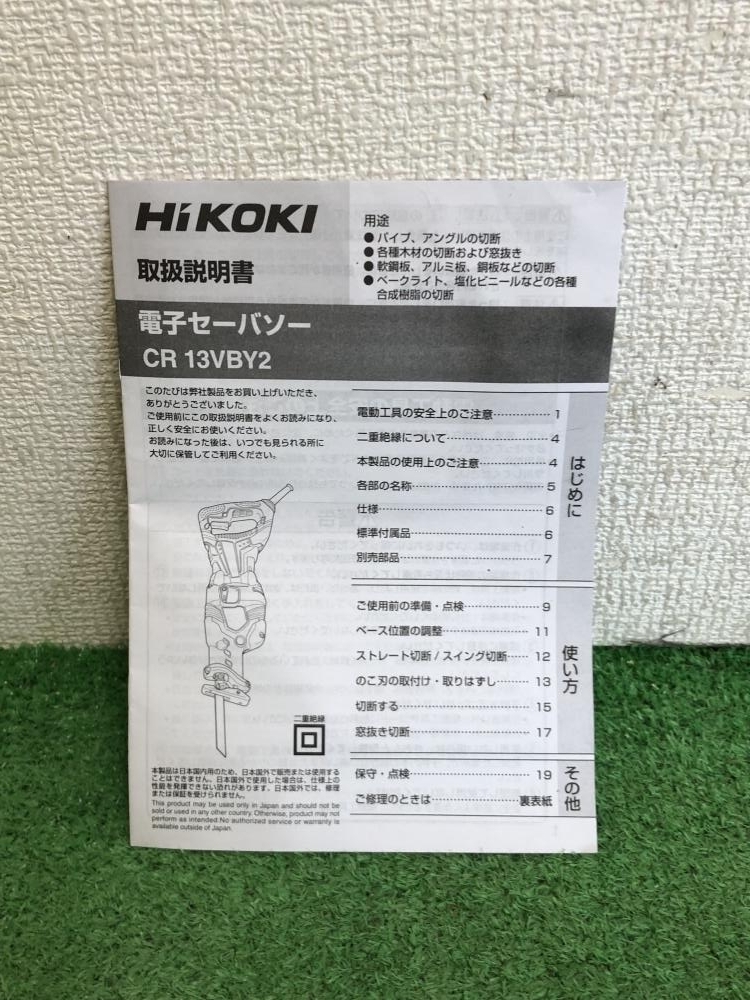 HiKOKI
取扱説明書
用途
● パイプ、アングルの切断
● 各種木材の切断および窓抜き
● 軟鋼板、アルミ板、銅板などの切断
● ベークライト、塩化ビニールなどの各種
合成樹脂の切断
電子セーバソー
CR 13VBY2
このたびは弊社製品をお買い上げいただき、
ありがとうございました。
ご使用前にこの取扱説明書をよくお読みになり、
正しく安全にお使いください。
お読みになった後は、いつでも見られる所に
大切に保管してご利用ください。
二重絶縁
本製品は日本国内用のため、日本国外で販売または使用する
ことはできません。日本国外で使用した場合は、仕様上の
性能を発揮できない恐れがあります。日本国外では、修理
または保証を受けられません。
This product may be used only in Japan and should not be
sold or used in any other country. Otherwise, product may not
perform as intended. No authorized service or warranty is
available outside of Japan.
電動工具の安全上のご注意 1
二重絶縁について 4
本製品の使用上のご注意 4
各部の名称 5
仕様 6
標準付属品 6
別売部品 7
はじめに
ご使用前の準備・点検 9
ベース位置の調整 11
ストレート切断 / スイング切断 12
のこ刃の取付け・取りはずし 13
切断する 15
窓抜き切断 17
使い方
保守・点検 19
ご修理のときは 裏表紙
その他